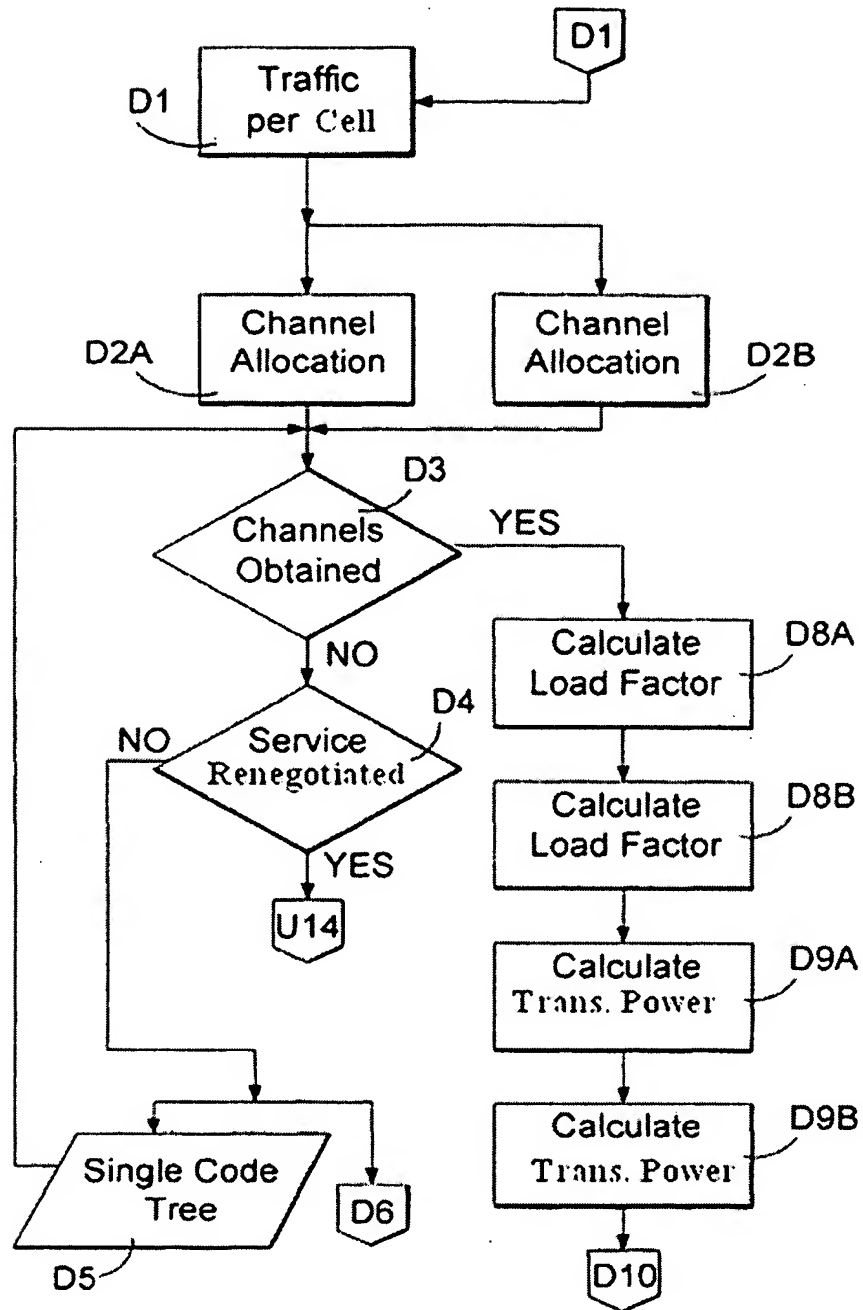 D1
Traffic
per Cell
D1
Channel
Allocation
Channel
Allocation
D2A
D2B
D3
Channels
Obtained
YES
NO
Calculate
Load Factor
D8A
D4
NO
Service
Renegotiated
YES
Calculate
Load Factor
D8B
U14
Calculate
Trans. Power
D9A
Calculate
Trans. Power
D9B
Single Code
Tree
D6
D5
D10